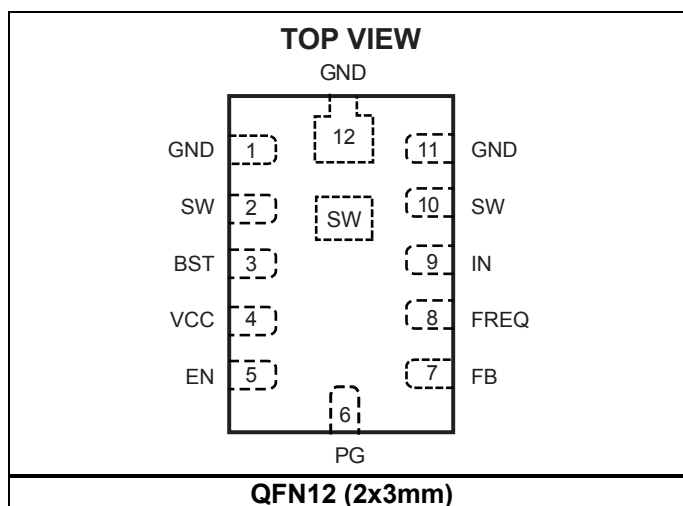 TOP VIEW
GND
12
GND 1
11 GND
SW 2
SW
10 SW
BST 3
9 IN
VCC 4
8 FREQ
EN 5
7 FB
6
PG
QFN12 (2x3mm)